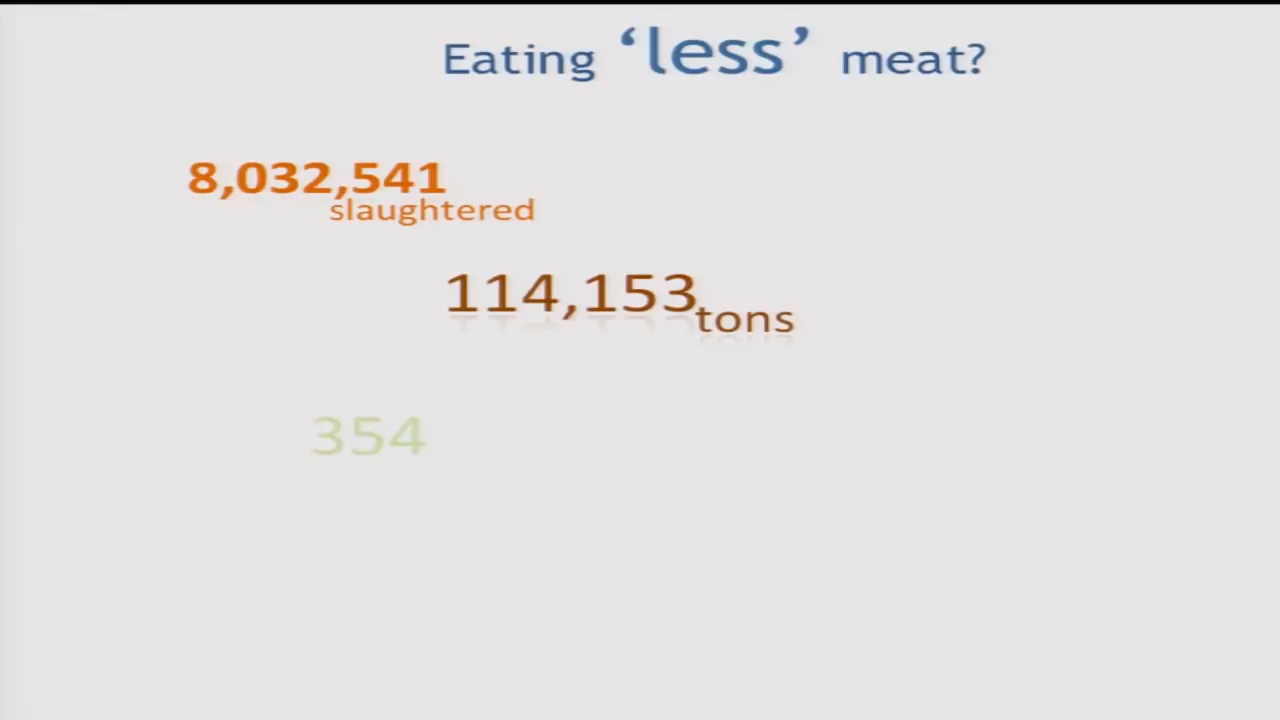 Eating ‘less’ meat?
8,032,541
slaughtered
114,153 tons
354